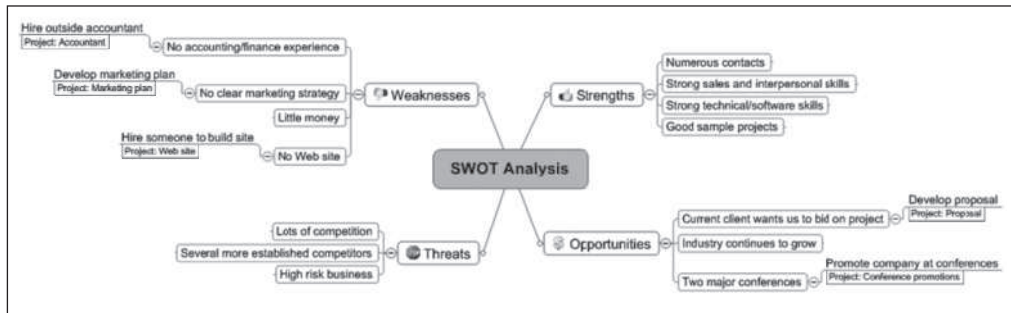 Hire outside accountant
Project: Accountant
No accounting/finance experience
Develop marketing plan
Project: Marketing plan
No clear marketing strategy
Little money
Hire someone to build site
Project: Web site
No Web site
Weaknesses
Strengths
Numerous contacts
Strong sales and interpersonal skills
Strong technical/software skills
Good sample projects
SWOT Analysis
Lots of competition
Several more established competitors
High risk business
Threats
Opportunities
Current client wants us to bid on project
Develop proposal
Project: Proposal
Industry continues to grow
Two major conferences
Promote company at conferences
Project: Conference promotions